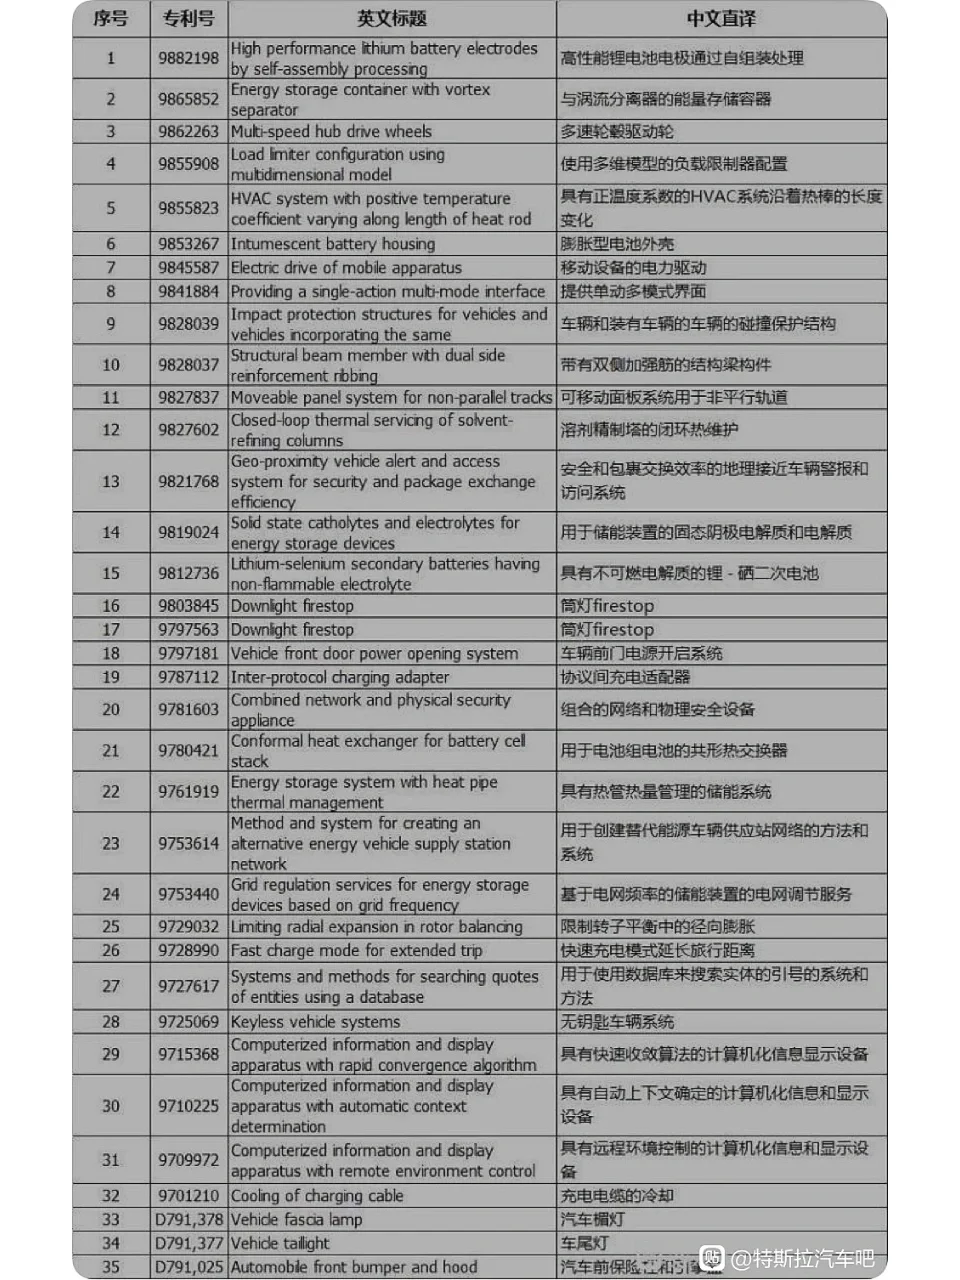 序号 专利号 英文标题 中文直译
1 9882198 High performance lithium battery electrodes by self-assembly processing 高性能锂电池电极通过自组装处理
2 9865852 Energy storage container with vortex separator 与涡流分离器的能量存储容器
3 9862263 Multi-speed hub drive wheels 多速轮毂驱动轮
4 9855908 Load limiter configuration using multidimensional model 使用多维模型的负载限制器配置
5 9855823 HVAC system with positive temperature coefficient varying along length of heat rod 具有正温度系数的HVAC系统沿着热棒的长度变化
6 9853267 Intumescent battery housing 膨胀型电池外壳
7 9845587 Electric drive of mobile apparatus 移动设备的电力驱动
8 9841884 Providing a single-action multi-mode interface 提供单动多模式界面
9 9828039 Impact protection structures for vehicles and vehicles incorporating the same 车辆和装有车辆的车辆的碰撞保护结构
10 9828037 Structural beam member with dual side reinforcement ribbing 带有双侧加强筋的结构梁构件
11 9827837 Moveable panel system for non-parallel tracks 可移动面板系统用于非平行轨道
12 9827602 Closed-loop thermal servicing of solvent-refining columns 溶剂精制塔的闭环热维护
13 9821768 Geo-proximity vehicle alert and access system for security and package exchange efficiency 安全和包裹交换效率的地理接近车辆警报和访问系统
14 9819024 Solid state catholytes and electrolytes for energy storage devices 用于储能装置的固态阴极电解质和电解质
15 9812736 Lithium-selenium secondary batteries having non-flammable electrolyte 具有不可燃电解质的锂 - 硒二次电池
16 9803845 Downlight firestop 筒灯firestop
17 9797563 Downlight firestop 筒灯firestop
18 9797181 Vehicle front door power opening system 车辆前门电源开启系统
19 9787112 Inter-protocol charging adapter 协议间充电适配器
20 9781603 Combined network and physical security appliance 组合的网络和物理安全设备
21 9780421 Conformal heat exchanger for battery cell stack 用于电池组电池的共形热交换器
22 9761919 Energy storage system with heat pipe thermal management 具有热管热量管理的储能系统
23 9753614 Method and system for creating an alternative energy vehicle supply station network 用于创建替代能源车辆供应站网络的方法和系统
24 9753440 Grid regulation services for energy storage devices based on grid frequency 基于电网频率的储能装置的电网调节服务
25 9729032 Limiting radial expansion in rotor balancing 限制转子平衡中的径向膨胀
26 9728990 Fast charge mode for extended trip 快速充电模式延长旅行距离
27 9727617 Systems and methods for searching quotes of entities using a database 用于使用数据库来搜索实体的引号的系统和方法
28 9725069 Keyless vehicle systems 无钥匙车辆系统
29 9715368 Computerized information and display apparatus with rapid convergence algorithm 具有快速收敛算法的计算机化信息显示设备
30 9710225 Computerized information and display apparatus with automatic context determination 具有自动上下文确定的计算机化信息和显示设备
31 9709972 Computerized information and display apparatus with remote environment control 具有远程环境控制的计算机化信息和显示设备
32 9701210 Cooling of charging cable 充电电缆的冷却
33 D791,378 Vehicle fascia lamp 汽车楣灯
34 D791,377 Vehicle taillight 车尾灯
35 D791,025 Automobile front bumper and hood 汽车前保险杠和引擎盖
贴 @特斯拉汽车吧